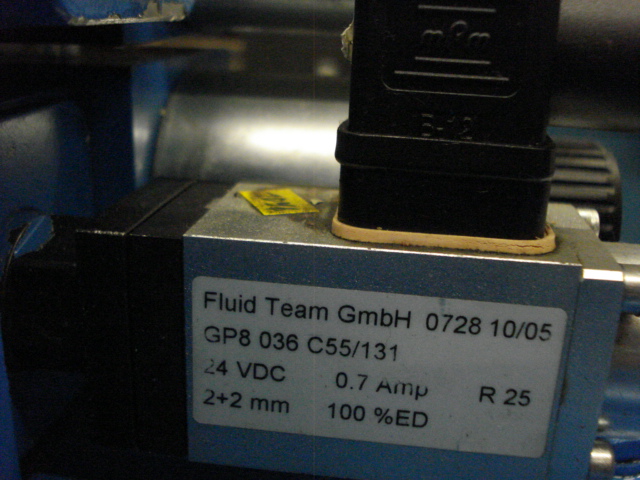 mPm
Fluid Team GmbH 0728 10/05
GP8 036 C55/131
24 VDC 0.7 Amp R 25
2+2 mm 100 %ED